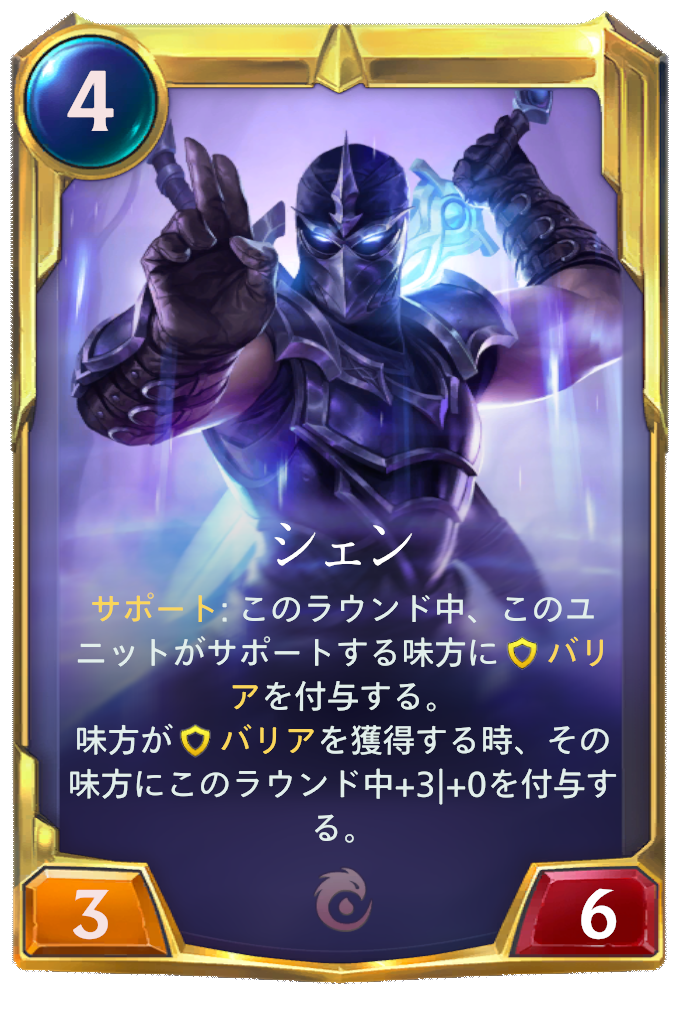 4
シェン
サポート: このラウンド中、このユ
ニットがサポートする味方に バリ
アを付与する。
味方が バリアを獲得する時、その
味方にこのラウンド中+3|+0を付与す
る。
3
6